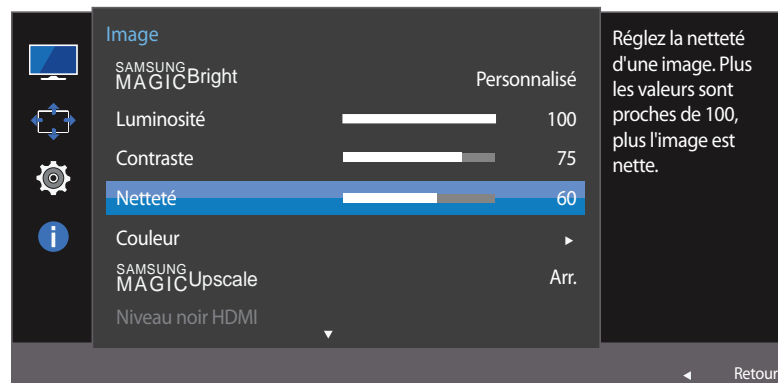 Image
SAMSUNG
MAGICBright Personnalisé
Luminosité 100
Contraste 75
Netteté 60
Couleur
SAMSUNG
MAGICUpscale Arr.
Niveau noir HDMI
Réglez la netteté
d'une image. Plus
les valeurs sont
proches de 100,
plus l'image est
nette.
Retour